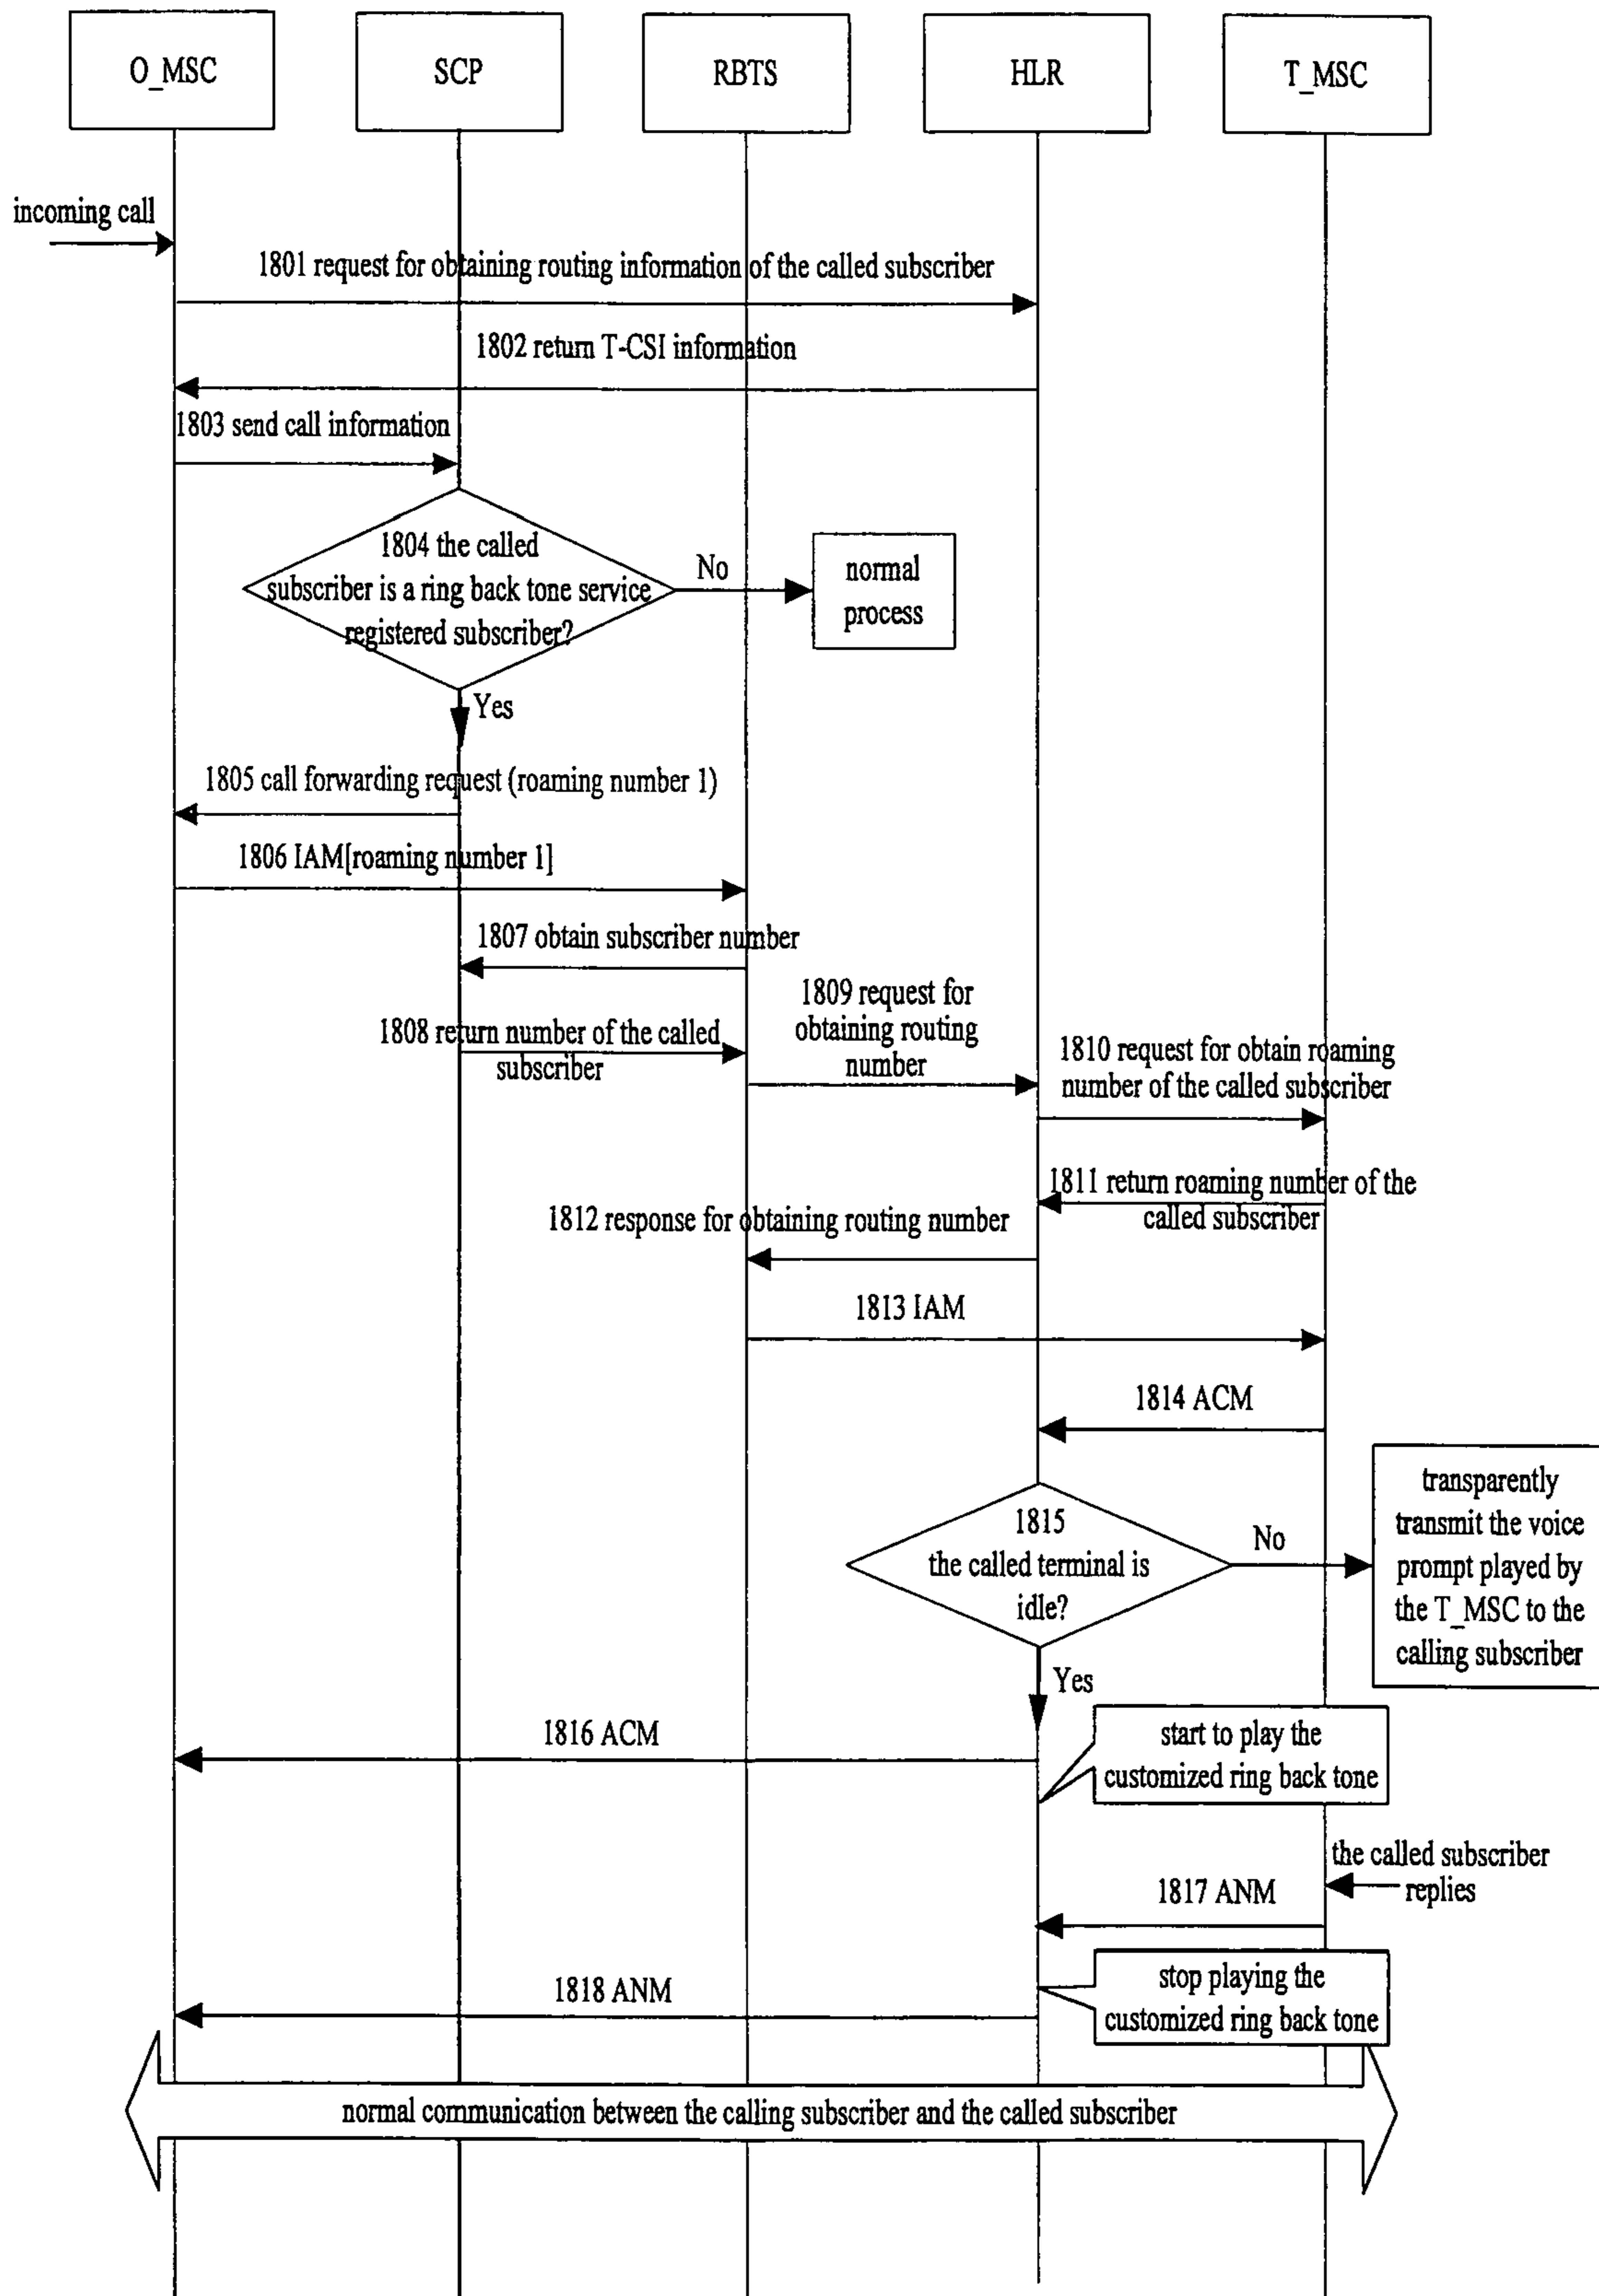 O_MSC
SCP
RBTS
HLR
T_MSC
incoming call
1801 request for obtaining routing information of the called subscriber
1802 return T-CSI information
1803 send call information
1804 the called
subscriber is a ring back tone service
registered subscriber?
No
normal
process
Yes
1805 call forwarding request (roaming number 1)
1806 IAM[roaming number 1]
1807 obtain subscriber number
1808 return number of the called
subscriber
1809 request for
obtaining routing
number
1810 request for obtain roaming
number of the called subscriber
1811 return roaming number of the
called subscriber
1812 response for obtaining routing number
1813 IAM
1814 ACM
1815
the called terminal is
idle?
No
transparently
transmit the voice
prompt played by
the T_MSC to the
calling subscriber
Yes
1816 ACM
start to play the
customized ring back tone
the called subscriber
replies
1817 ANM
stop playing the
customized ring back tone
1818 ANM
normal communication between the calling subscriber and the called subscriber